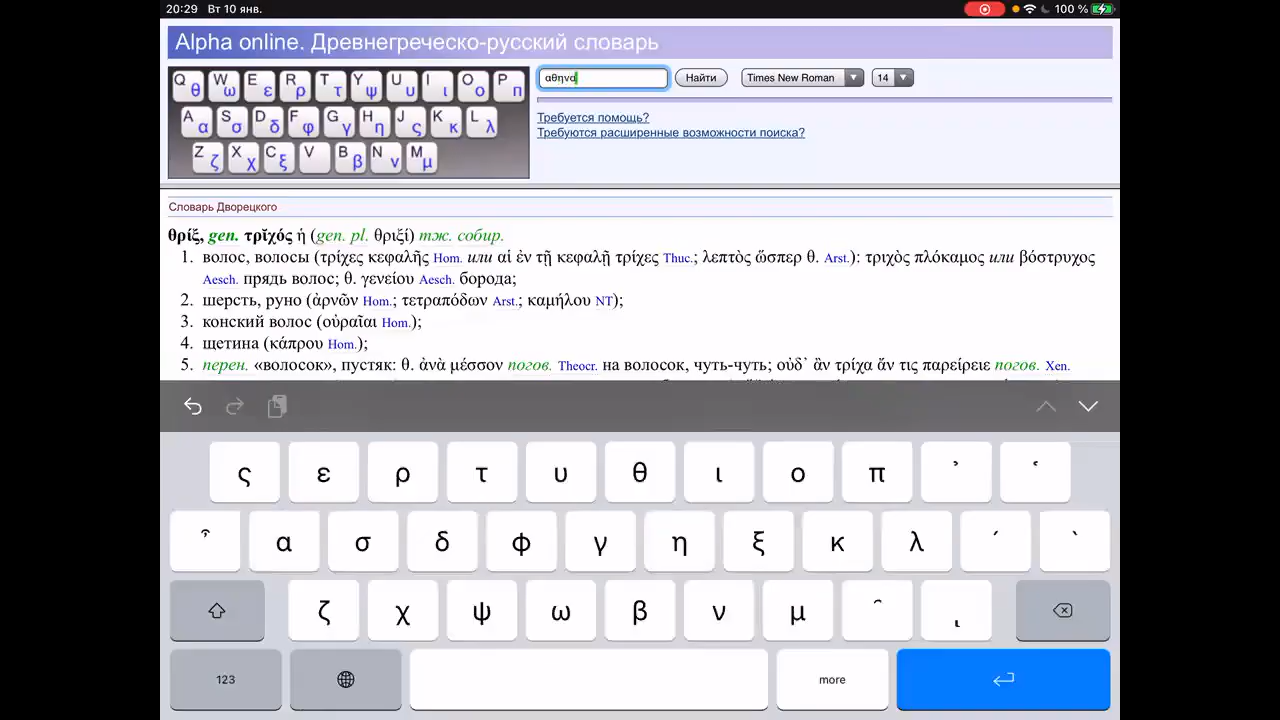 20:29 Вт 10 янв. 100 %
Alpha online. Древнегреческо-русский словарь
Q θ W ω E ε R ρ T τ Y ψ U υ I ι O ο P π
A α S σ D δ F φ G γ H η J ς K κ L λ
Z ζ X χ C ξ V B β N ν M μ
αθηνα Найти Times New Roman 14
Требуется помощь?
Требуются расширенные возможности поиска?
Словарь Дворецкого
θρίξ, gen. τρῐχός ἡ (gen. pl. θριξί) тж. собир.
1. волос, волосы (τρίχες κεφαλῆς Hom. или αἱ ἐν τῇ κεφαλῇ τρίχες Thuc.; λεπτὸς ὥσπερ θ. Arst.): τριχὸς πλόκαμος или βόστρυχος
Aesch. прядь волос; θ. γενείου Aesch. борода;
2. шерсть, руно (ἀρνῶν Hom.; τετραπόδων Arst.; καμήλου NT);
3. конский волос (οὐραῖαι Hom.);
4. щетина (κάπρου Hom.);
5. перен. «волосок», пустяк: θ. ἀνὰ μέσσον погов. Theocr. на волосок, чуть-чуть; οὐδ᾽ ἂν τρίχα ἄν τις παρείρειε погов. Xen.
ς ε ρ τ υ θ ι ο π ᾿ ῾
α σ δ φ γ η ξ κ λ ´ `
ζ χ ψ ω β ν μ ῀ ͺ
123 more